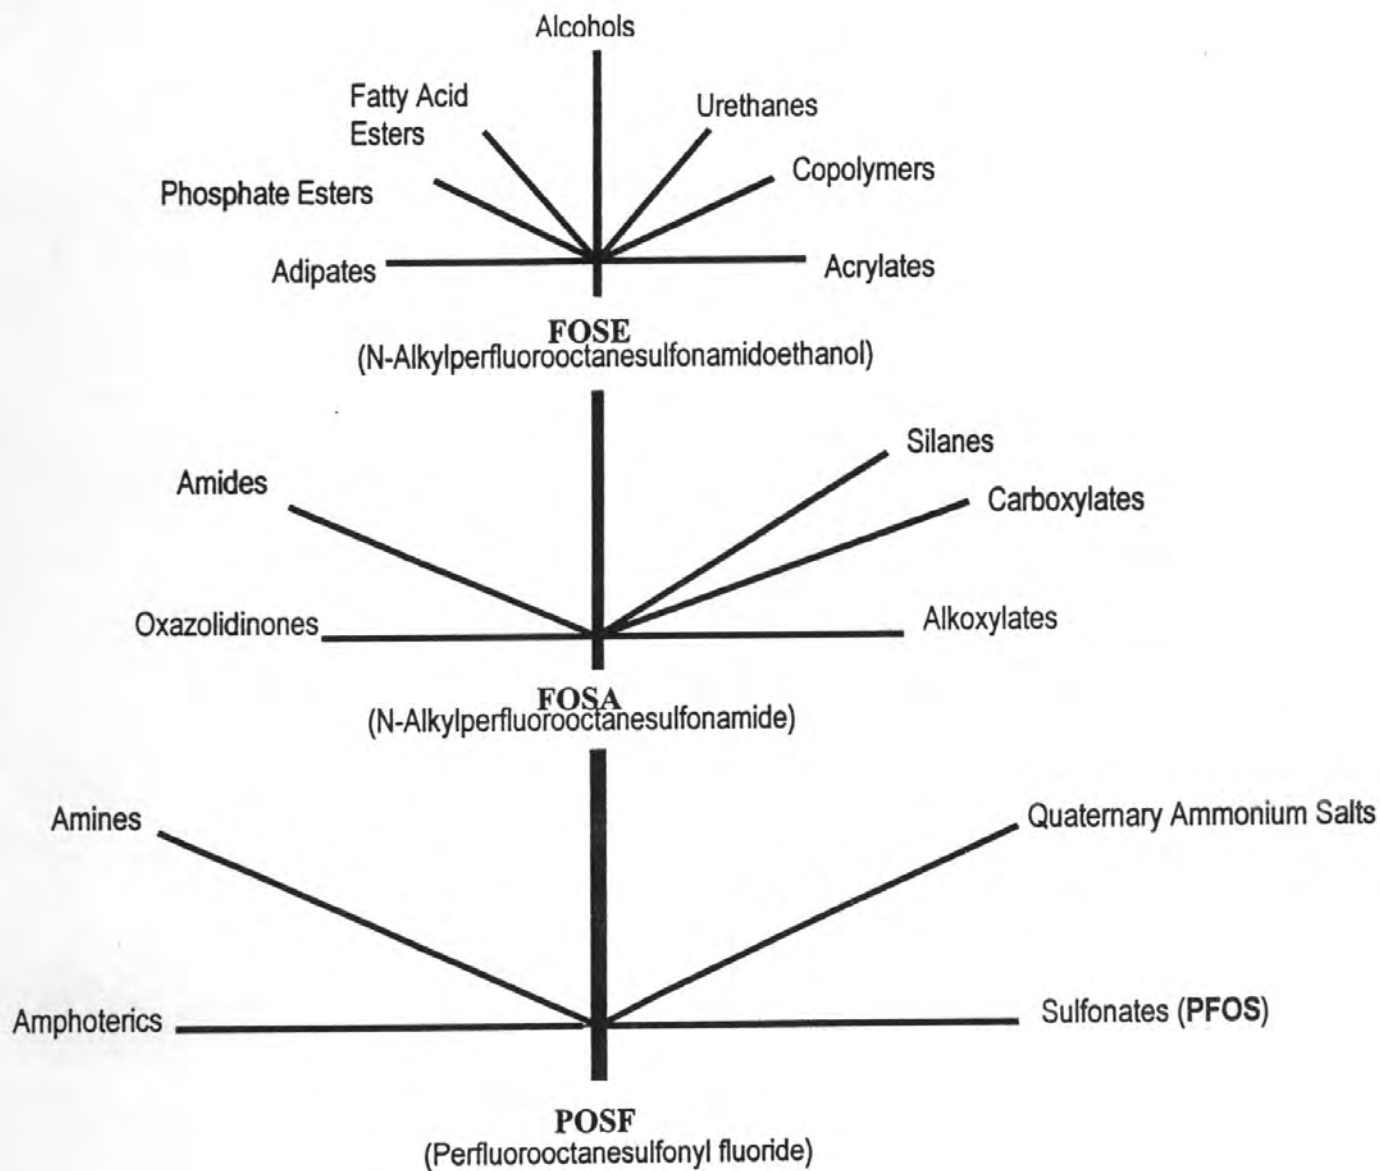 Alcohols
Fatty Acid
Esters
Urethanes
Phosphate Esters
Copolymers
Adipates
Acrylates
FOSE
(N-Alkylperfluorooctanesulfonamidoethanol)
Silanes
Amides
Carboxylates
Oxazolidinones
Alkoxylates
FOSA
(N-Alkylperfluorooctanesulfonamide)
Amines
Quaternary Ammonium Salts
Amphoterics
Sulfonates (PFOS)
POSF
(Perfluorooctanesulfonyl fluoride)